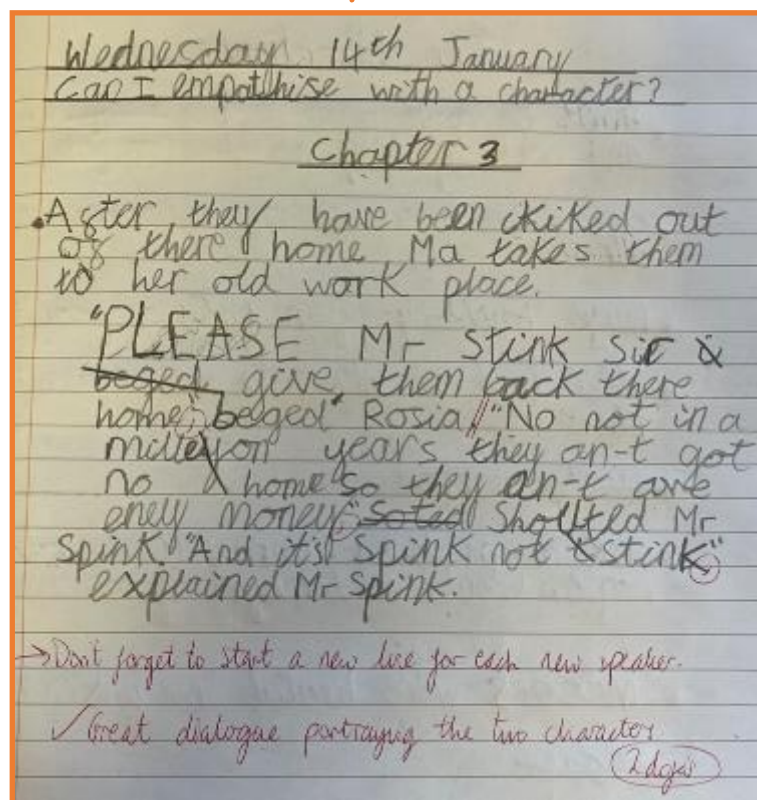 Wednesday 14th January
Can I empathise with a character?
Chapter 3
After they have been kiked out
of there home Ma takes them
to her old work place.
"PLEASE Mr stink sir
beged give them back there
home", beged Rosia // "No not in a
milleyon years they an-t got
no home so they an-t ave
eney money," Shoutted Mr
Spink. "And it's Spink not stink,"
explained Mr Spink.
→ Don't forget to start a new line for each new speaker.
✓ Great dialogue portraying the two characters